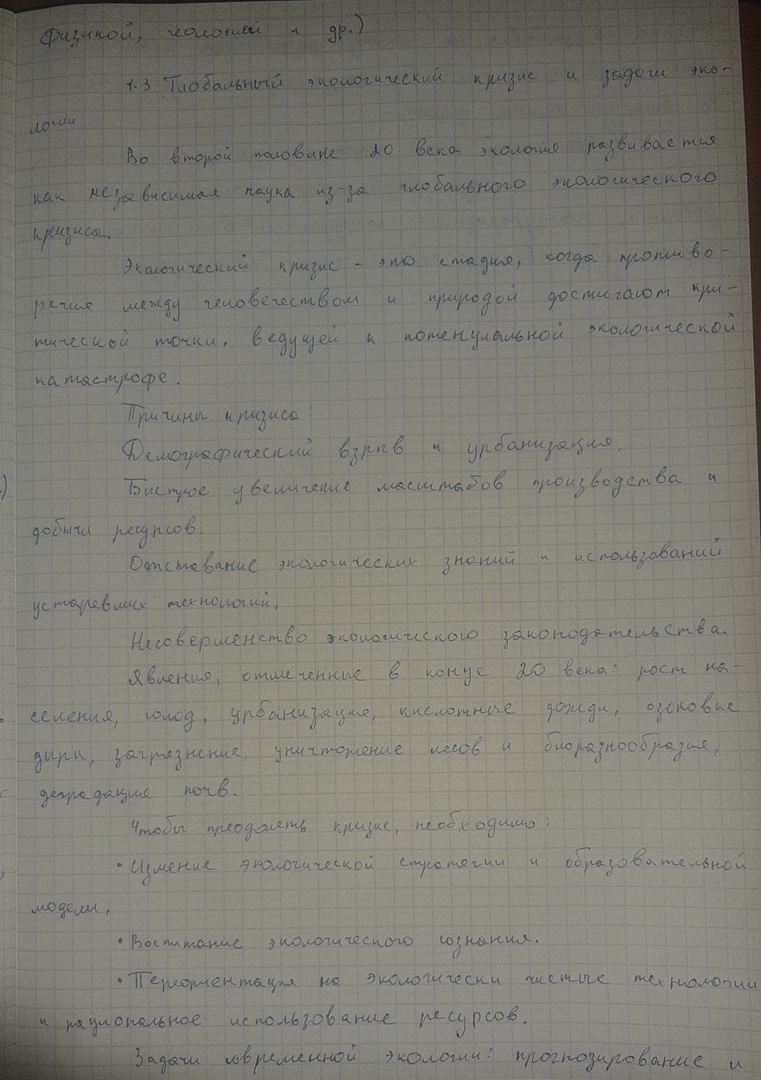 физикой, геологией и др.)
1.3 Глобальный экологический кризис и задачи эко-
логии
Во второй половине 20 века экология развивается
как независимая наука из-за глобального экологического
кризиса.
Экологический кризис - это стадия, когда противо-
речия между человечеством и природой достигают кри-
тической точки, ведущей к потенциальной экологической
катастрофе.
Причины кризиса:
Демографический взрыв и урбанизация.
Быстрое увеличение масштабов производства и
добычи ресурсов.
Отставание экологических знаний и использований
устаревших технологий.
Несовершенство экологического законодательства.
Явления, отмеченные в конце 20 века: рост на-
селения, голод, урбанизация, кислотные дожди, озоновые
дыры, загрязнение, уничтожение лесов и биоразнообразия,
деградация почв.
Чтобы преодолеть кризис, необходимо:
• Измение экологической стратегии и образовательной
модели.
• Воспитание экологического сознания.
• Переориентация на экологически чистые технологии
и рациональное использование ресурсов.
Задачи современной экологии: прогнозирование и